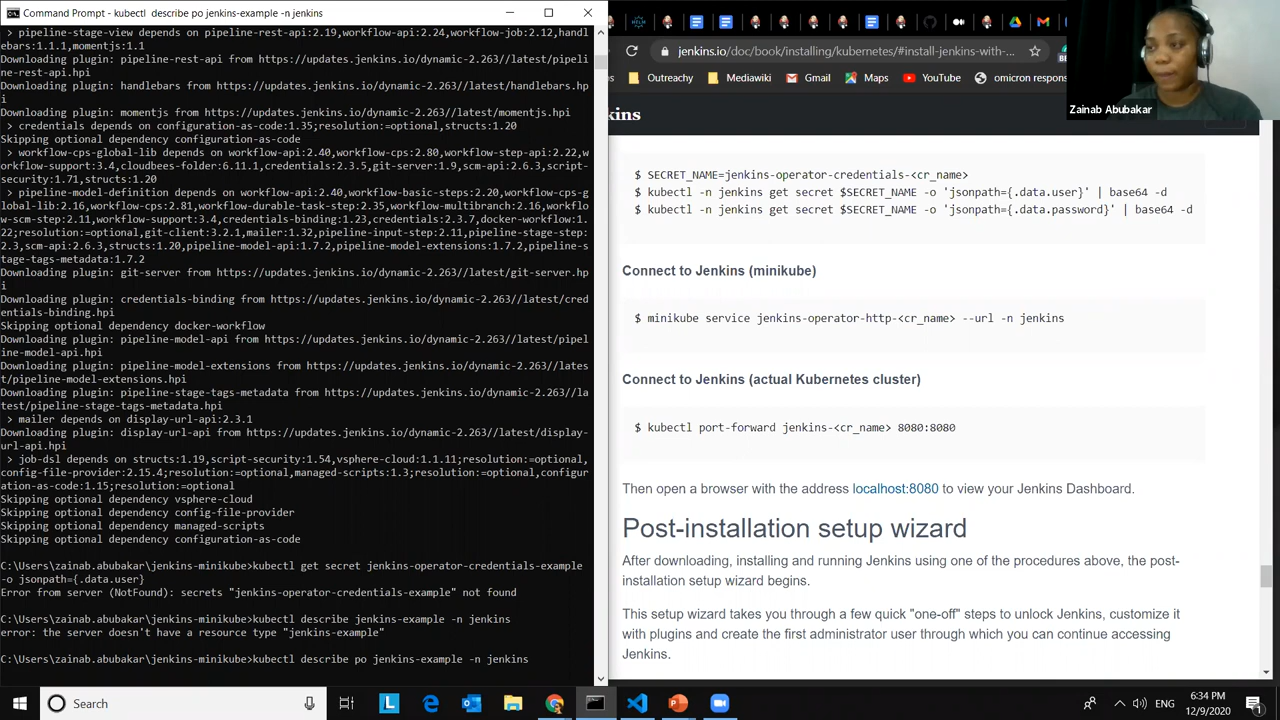 Command Prompt - kubectl  describe po jenkins-example -n jenkins
> pipeline-stage-view depends on pipeline-rest-api:2.19,workflow-api:2.24,workflow-job:2.12,handl
ebars:1.1.1,momentjs:1.1
Downloading plugin: pipeline-rest-api from https://updates.jenkins.io/dynamic-2.263//latest/pipeli
ne-rest-api.hpi
Downloading plugin: handlebars from https://updates.jenkins.io/dynamic-2.263//latest/handlebars.hp
i
Downloading plugin: momentjs from https://updates.jenkins.io/dynamic-2.263//latest/momentjs.hpi
> credentials depends on configuration-as-code:1.35;resolution:=optional,structs:1.20
Skipping optional dependency configuration-as-code
> workflow-cps-global-lib depends on workflow-api:2.40,workflow-cps:2.80,workflow-step-api:2.22,w
orkflow-support:3.4,cloudbees-folder:6.11.1,credentials:2.3.5,git-server:1.9,scm-api:2.6.3,script-
security:1.71,structs:1.20
> pipeline-model-definition depends on workflow-api:2.40,workflow-basic-steps:2.20,workflow-cps-g
lobal-lib:2.16,workflow-cps:2.81,workflow-durable-task-step:2.35,workflow-multibranch:2.16,workflo
w-scm-step:2.11,workflow-support:3.4,credentials-binding:1.23,credentials:2.3.7,docker-workflow:1.
22;resolution:=optional,git-client:3.2.1,mailer:1.32,pipeline-input-step:2.11,pipeline-stage-step:
2.3,scm-api:2.6.3,structs:1.20,pipeline-model-api:1.7.2,pipeline-model-extensions:1.7.2,pipeline-s
tage-tags-metadata:1.7.2
Downloading plugin: git-server from https://updates.jenkins.io/dynamic-2.263//latest/git-server.hp
i
Downloading plugin: credentials-binding from https://updates.jenkins.io/dynamic-2.263//latest/cred
entials-binding.hpi
Skipping optional dependency docker-workflow
Downloading plugin: pipeline-model-api from https://updates.jenkins.io/dynamic-2.263//latest/pipel
ine-model-api.hpi
Downloading plugin: pipeline-model-extensions from https://updates.jenkins.io/dynamic-2.263//lates
t/pipeline-model-extensions.hpi
Downloading plugin: pipeline-stage-tags-metadata from https://updates.jenkins.io/dynamic-2.263//la
test/pipeline-stage-tags-metadata.hpi
> mailer depends on display-url-api:2.3.1
Downloading plugin: display-url-api from https://updates.jenkins.io/dynamic-2.263//latest/display-
url-api.hpi
> job-dsl depends on structs:1.19,script-security:1.54,vsphere-cloud:1.1.11;resolution:=optional,
config-file-provider:2.15.4;resolution:=optional,managed-scripts:1.3;resolution:=optional,configur
ation-as-code:1.15;resolution:=optional
Skipping optional dependency vsphere-cloud
Skipping optional dependency config-file-provider
Skipping optional dependency managed-scripts
Skipping optional dependency configuration-as-code
C:\Users\zainab.abubakar\jenkins-minikube>kubectl get secret jenkins-operator-credentials-example
-o jsonpath={.data.user}
Error from server (NotFound): secrets "jenkins-operator-credentials-example" not found
C:\Users\zainab.abubakar\jenkins-minikube>kubectl describe jenkins-example -n jenkins
error: the server doesn't have a resource type "jenkins-example"
C:\Users\zainab.abubakar\jenkins-minikube>kubectl describe po jenkins-example -n jenkins
jenkins.io/doc/book/installing/kubernetes/#install-jenkins-with-...
Outreachy
Mediawiki
Gmail
Maps
YouTube
omicron respons
Zainab Abubakar
kins
$ SECRET_NAME=jenkins-operator-credentials-<cr_name>
$ kubectl -n jenkins get secret $SECRET_NAME -o 'jsonpath={.data.user}' | base64 -d
$ kubectl -n jenkins get secret $SECRET_NAME -o 'jsonpath={.data.password}' | base64 -d
Connect to Jenkins (minikube)
$ minikube service jenkins-operator-http-<cr_name> --url -n jenkins
Connect to Jenkins (actual Kubernetes cluster)
$ kubectl port-forward jenkins-<cr_name> 8080:8080
Then open a browser with the address localhost:8080 to view your Jenkins Dashboard.
Post-installation setup wizard
After downloading, installing and running Jenkins using one of the procedures above, the post-
installation setup wizard begins.
This setup wizard takes you through a few quick "one-off" steps to unlock Jenkins, customize it
with plugins and create the first administrator user through which you can continue accessing
Jenkins.
Search
ENG
6:34 PM
12/9/2020